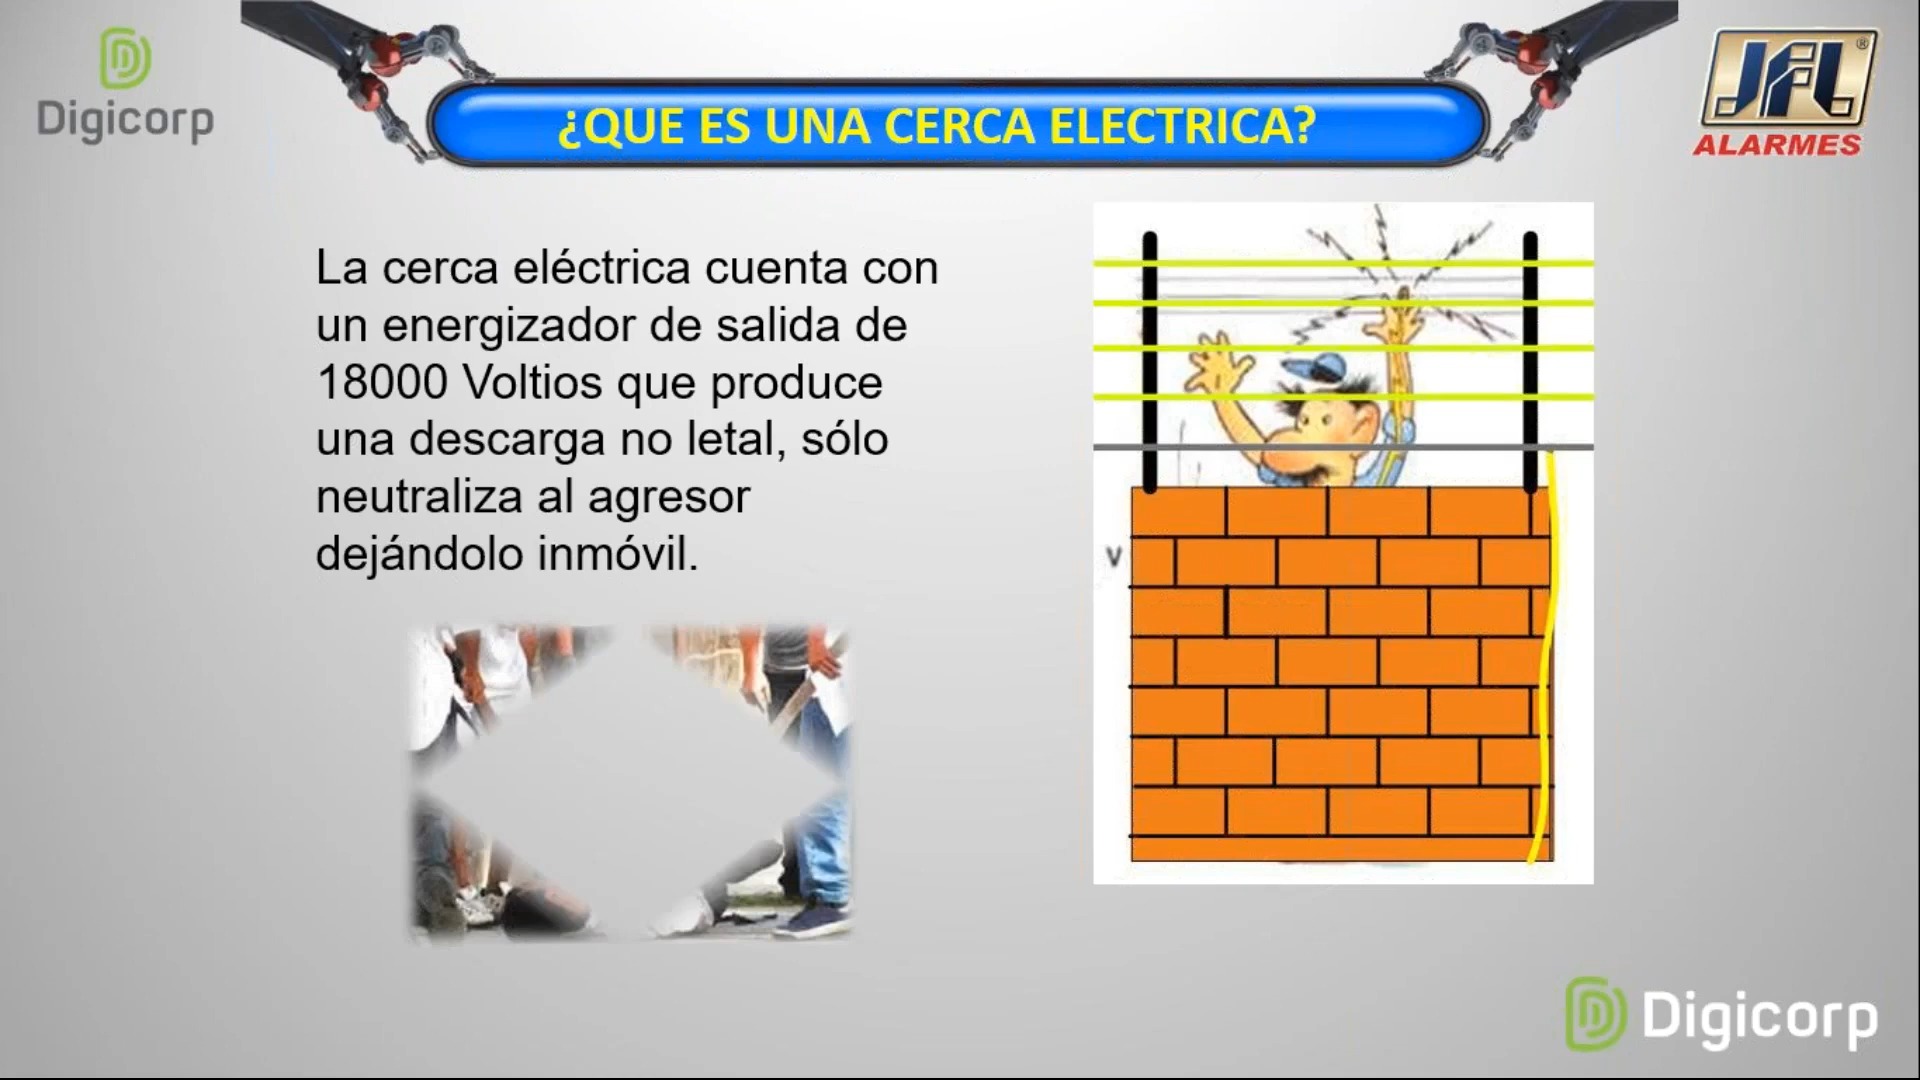 Digicorp
¿QUE ES UNA CERCA ELECTRICA?
JFL®
ALARMES
La cerca eléctrica cuenta con
un energizador de salida de
18000 Voltios que produce
una descarga no letal, sólo
neutraliza al agresor
dejándolo inmóvil.
v
Digicorp